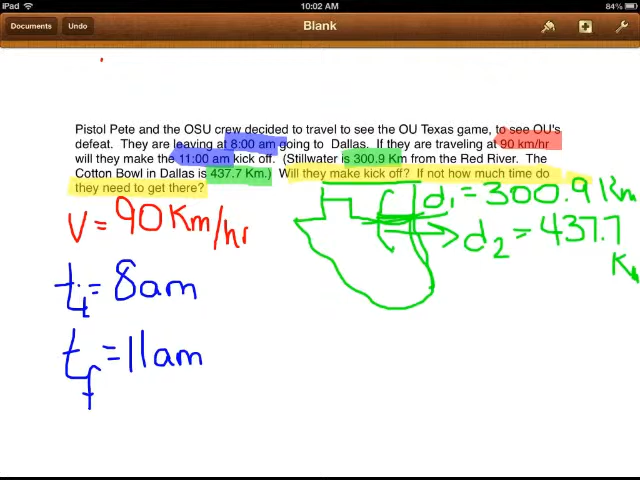 iPad
10:02 AM
84%
Documents
Undo
Blank
Pistol Pete and the OSU crew decided to travel to see the OU Texas game, to see OU's
defeat. They are leaving at 8:00 am going to Dallas. If they are traveling at 90 km/hr
will they make the 11:00 am kick off. (Stillwater is 300.9 Km from the Red River. The
Cotton Bowl in Dallas is 437.7 Km.) Will they make kick off? If not how much time do
they need to get there?
V = 90 Km/hr
d1 = 300.9 Km
d2 = 437.7
Km
ti = 8am
tf = 11am